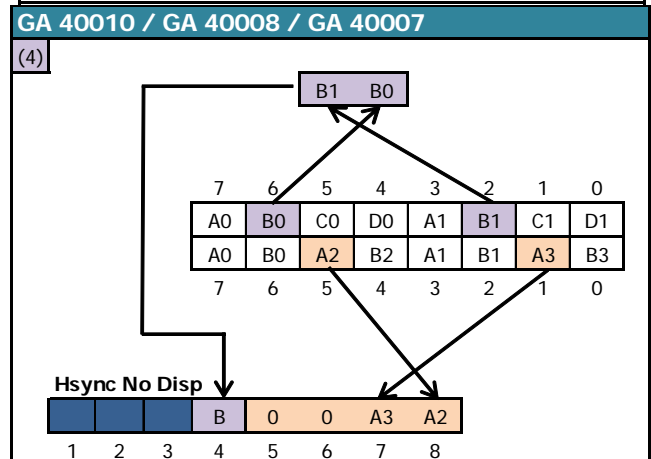 GA 40010 / GA 40008 / GA 40007
(4)
B1 B0
7 6 5 4 3 2 1 0
A0 B0 C0 D0 A1 B1 C1 D1
A0 B0 A2 B2 A1 B1 A3 B3
7 6 5 4 3 2 1 0
Hsync No Disp
B 0 0 A3 A2
1 2 3 4 5 6 7 8